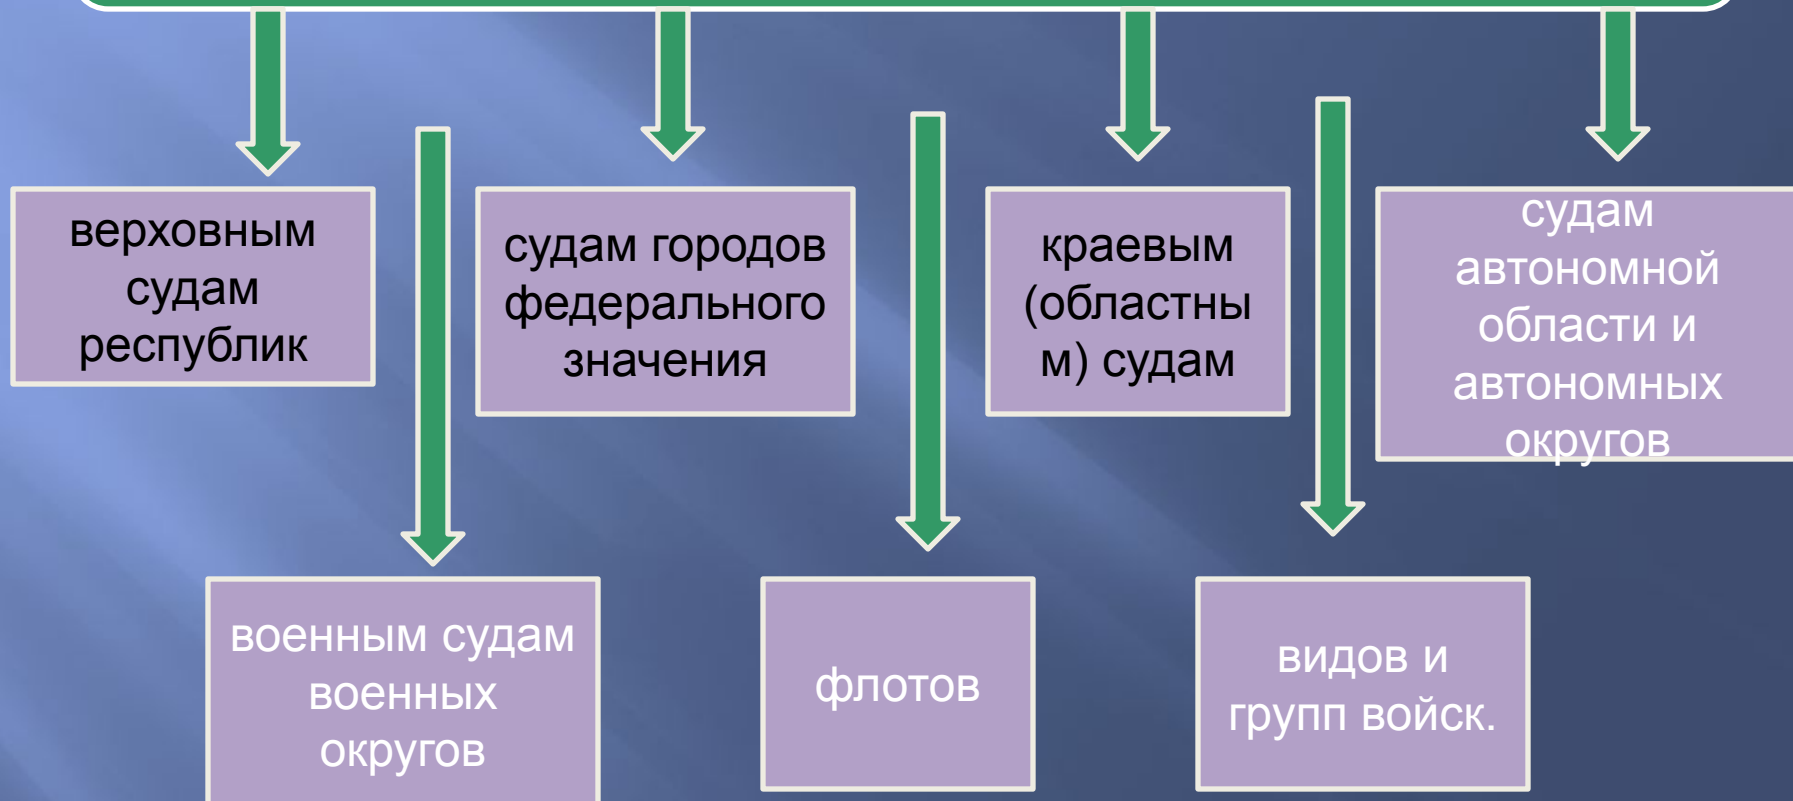 верховным
судам
республик
судам городов
федерального
значения
краевым
(областны
м) судам
судам
автономной
области и
автономных
округов
военным судам
военных
округов
флотов
видов и
групп войск.